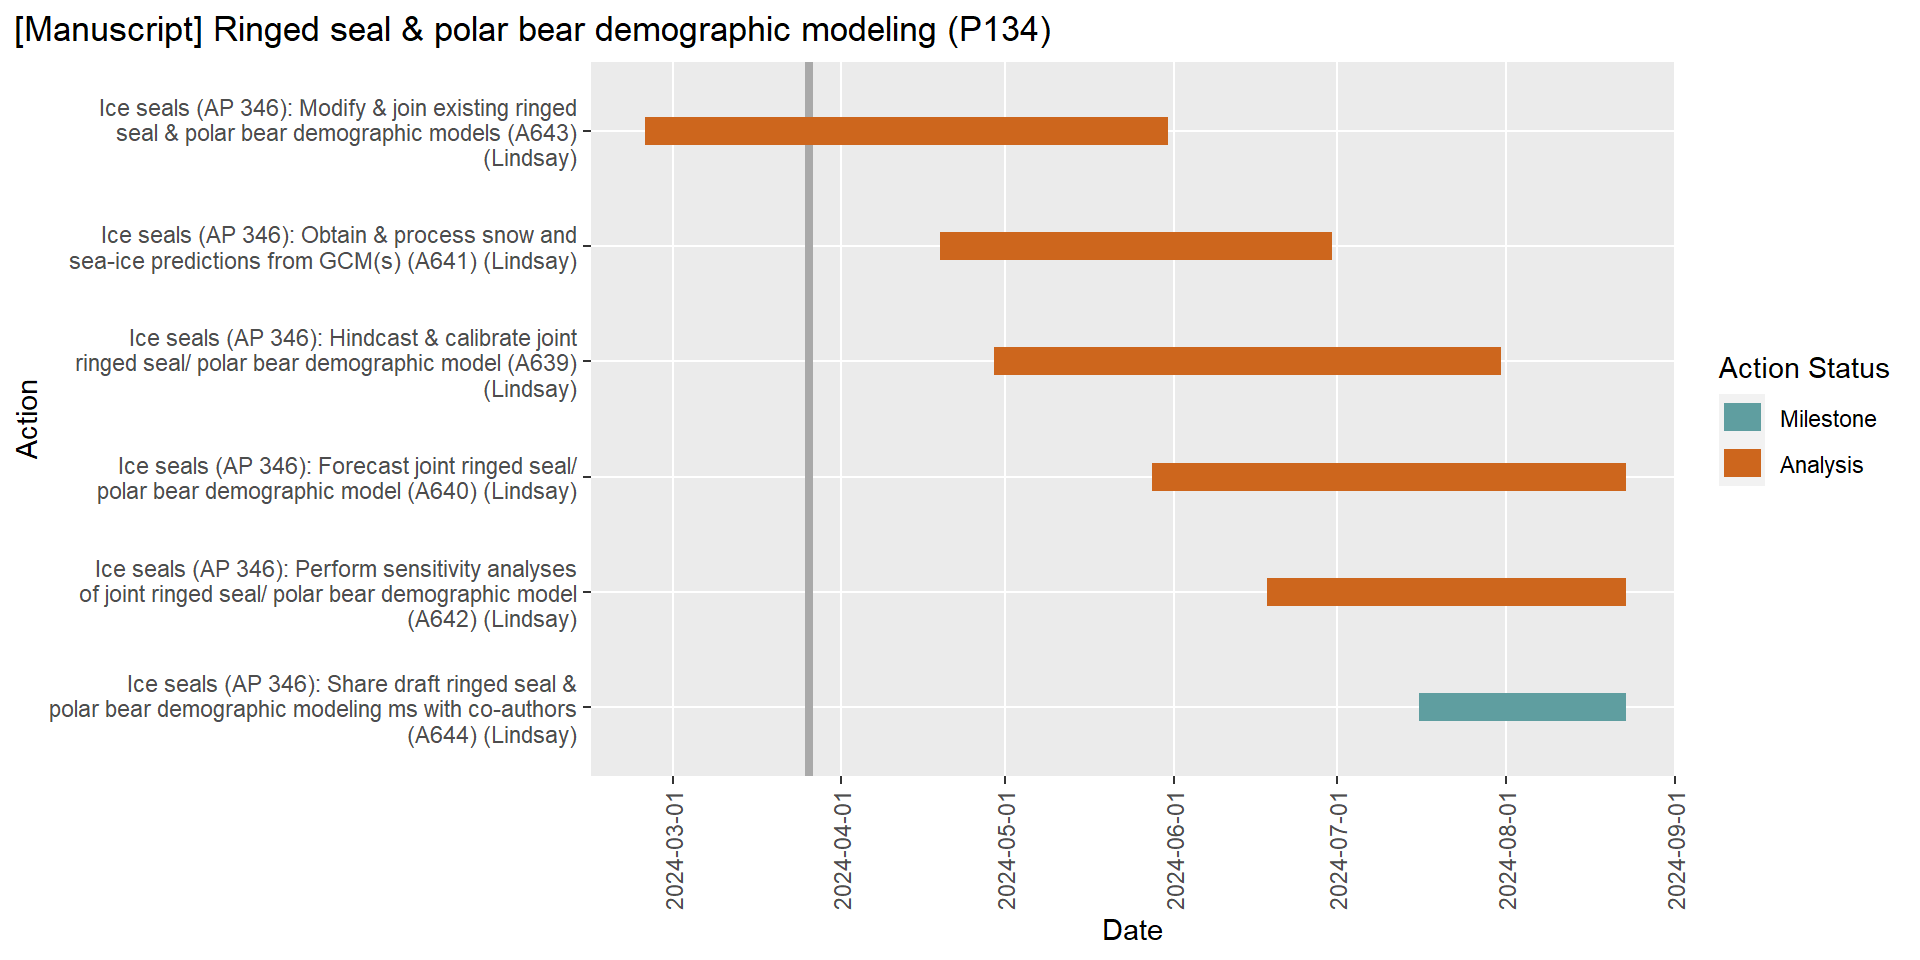 [Manuscript] Ringed seal & polar bear demographic modeling (P134)
Action
Ice seals (AP 346): Modify & join existing ringed
seal & polar bear demographic models (A643)
(Lindsay)
Ice seals (AP 346): Obtain & process snow and
sea-ice predictions from GCM(s) (A641) (Lindsay)
Ice seals (AP 346): Hindcast & calibrate joint
ringed seal/ polar bear demographic model (A639)
(Lindsay)
Ice seals (AP 346): Forecast joint ringed seal/
polar bear demographic model (A640) (Lindsay)
Ice seals (AP 346): Perform sensitivity analyses
of joint ringed seal/ polar bear demographic model
(A642) (Lindsay)
Ice seals (AP 346): Share draft ringed seal &
polar bear demographic modeling ms with co-authors
(A644) (Lindsay)
2024-03-01
2024-04-01
2024-05-01
2024-06-01
2024-07-01
2024-08-01
2024-09-01
Date
Action Status
Milestone
Analysis